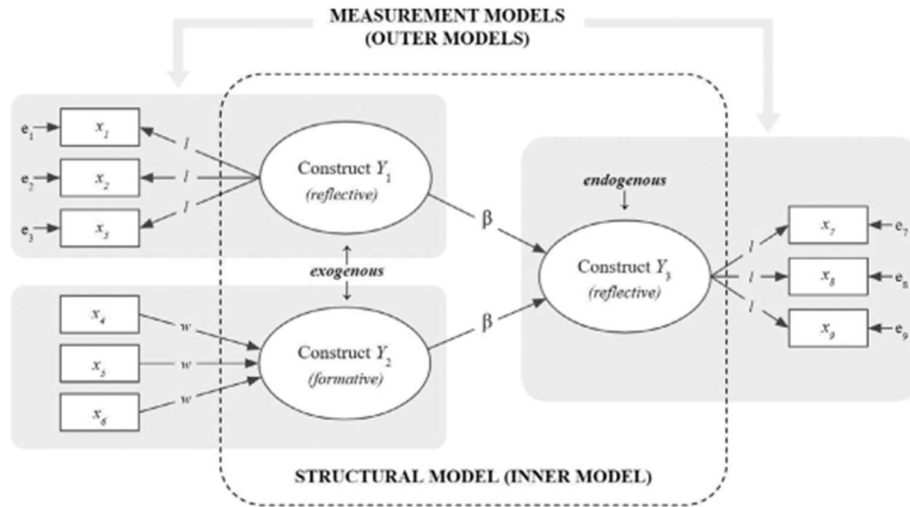 MEASUREMENT MODELS
(OUTER MODELS)
e1
x1
l
e2
x2
l
e3
x3
l
Construct Y1
(reflective)
exogenous
x4
w
x5
w
x6
w
Construct Y2
(formative)
β
β
endogenous
Construct Y3
(reflective)
l
x7
e7
l
x8
e8
l
x9
e9
STRUCTURAL MODEL (INNER MODEL)